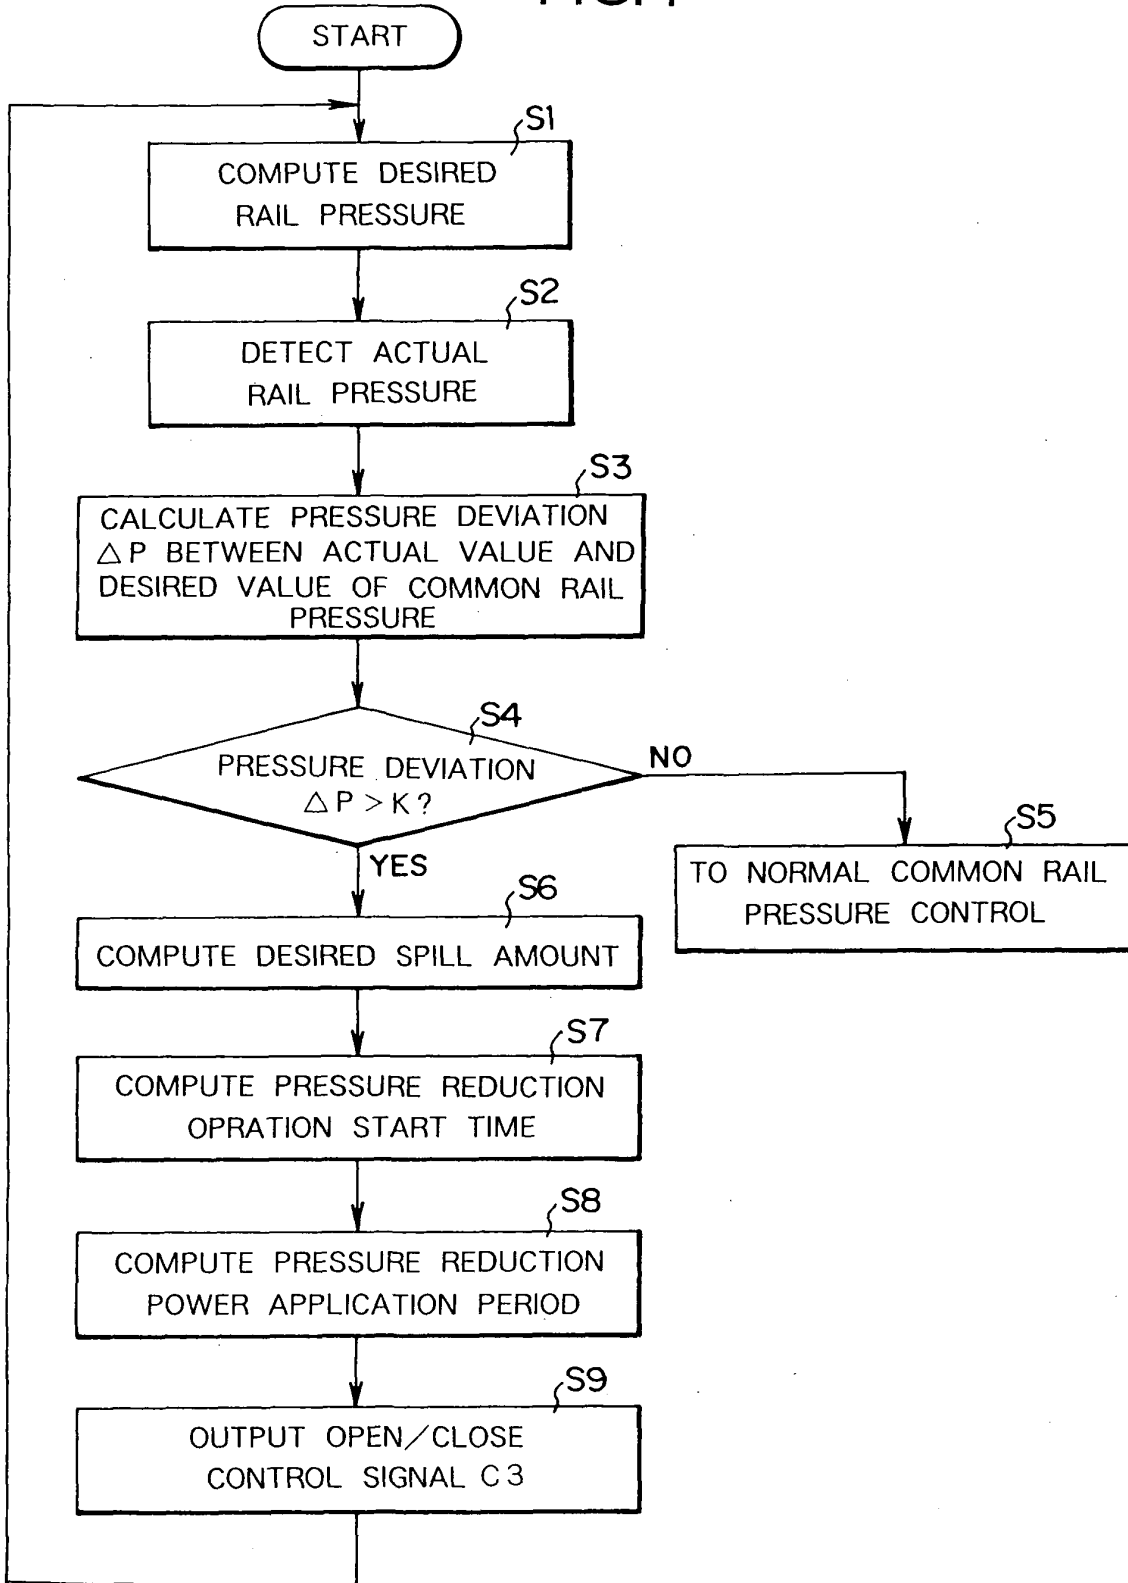 START
S1
COMPUTE DESIRED
RAIL PRESSURE
S2
DETECT ACTUAL
RAIL PRESSURE
S3
CALCULATE PRESSURE DEVIATION
△P BETWEEN ACTUAL VALUE AND
DESIRED VALUE OF COMMON RAIL
PRESSURE
S4
PRESSURE DEVIATION
△P > K?
NO
YES
S5
TO NORMAL COMMON RAIL
PRESSURE CONTROL
S6
COMPUTE DESIRED SPILL AMOUNT
S7
COMPUTE PRESSURE REDUCTION
OPRATION START TIME
S8
COMPUTE PRESSURE REDUCTION
POWER APPLICATION PERIOD
S9
OUTPUT OPEN/CLOSE
CONTROL SIGNAL C3